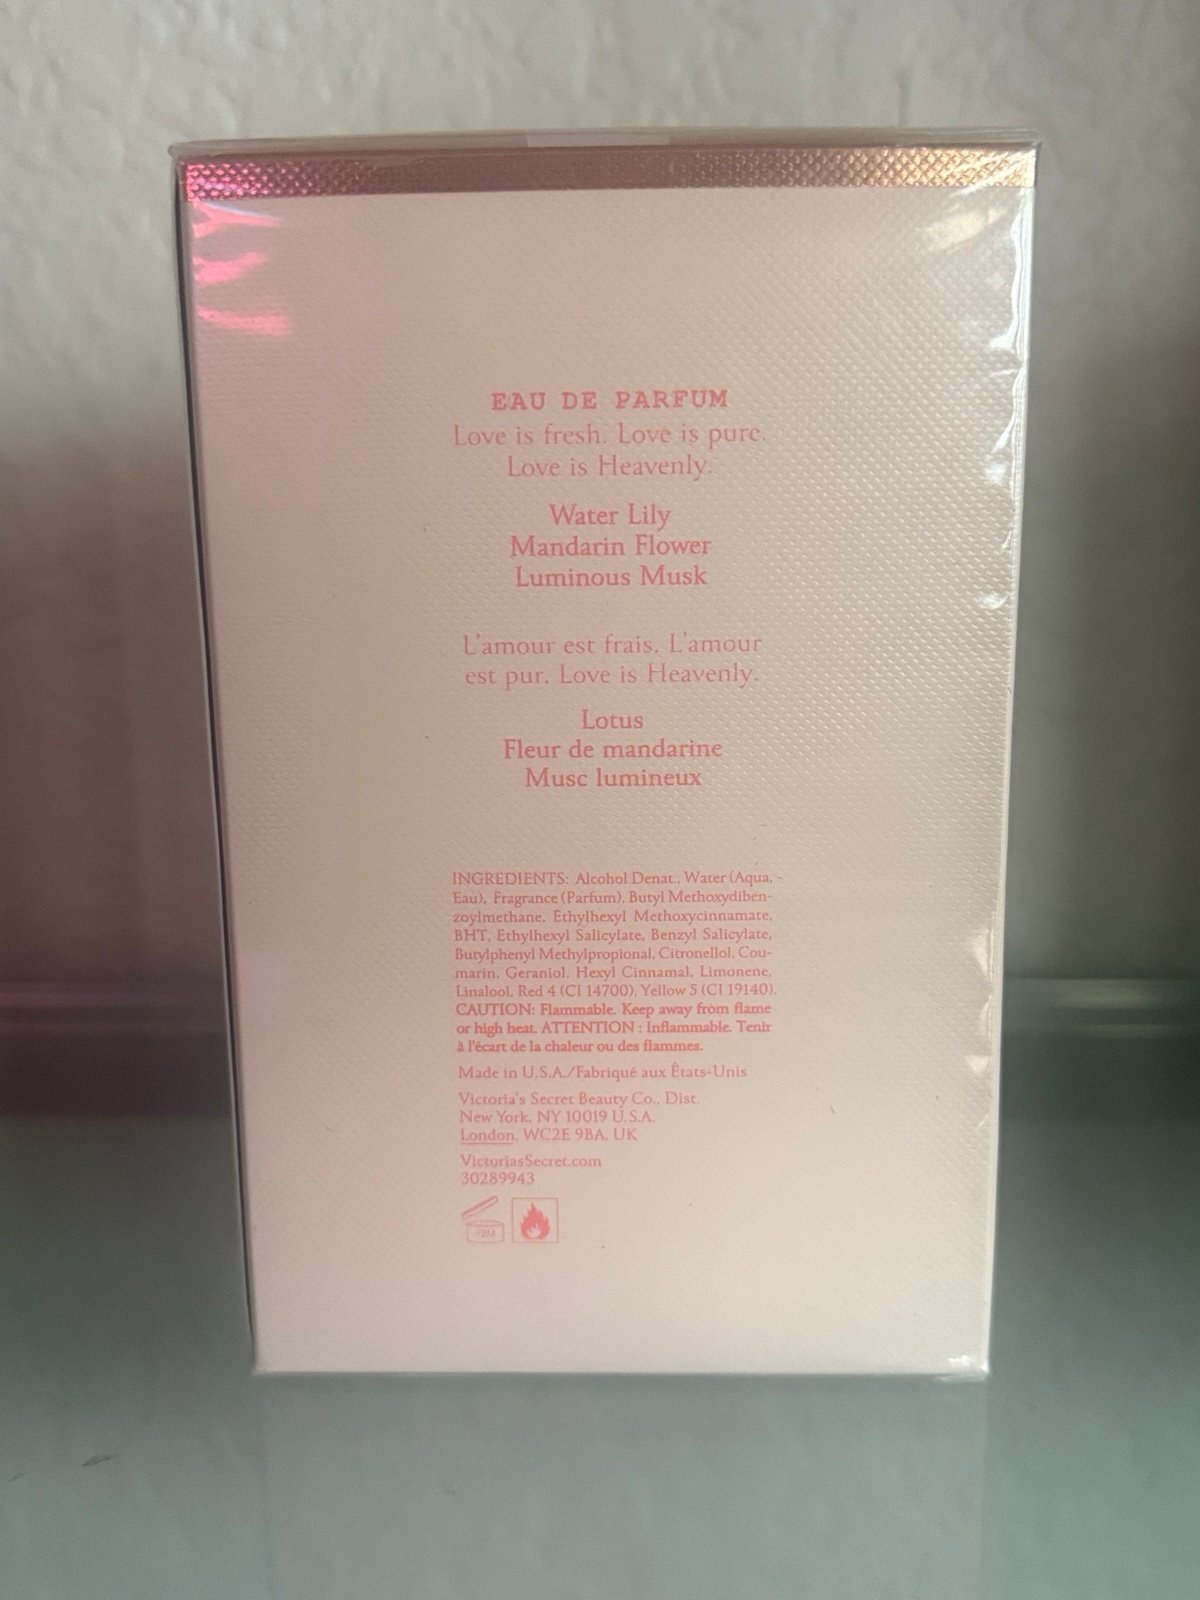 EAU DE PARFUM
Love is fresh. Love is pure.
Love is Heavenly.
Water Lily
Mandarin Flower
Luminous Musk
L'amour est frais. L'amour
est pur. Love is Heavenly.
Lotus
Fleur de mandarine
Musc lumineux
INGREDIENTS: Alcohol Denat., Water (Aqua,
Eau), Fragrance (Parfum), Butyl Methoxydiben-
zoylmethane, Ethylhexyl Methoxycinnamate,
BHT, Ethylhexyl Salicylate, Benzyl Salicylate,
Butylphenyl Methylpropional, Citronellol, Cou-
marin, Geraniol, Hexyl Cinnamal, Limonene,
Linalool, Red 4 (CI 14700), Yellow 5 (CI 19140).
CAUTION: Flammable. Keep away from flame
or high heat. ATTENTION : Inflammable. Tenir
à l'écart de la chaleur ou des flammes.
Made in U.S.A./Fabriqué aux États-Unis
Victoria's Secret Beauty Co., Dist.
New York, NY 10019 U.S.A.
London, WC2E 9BA, UK
VictoriasSecret.com
30289943